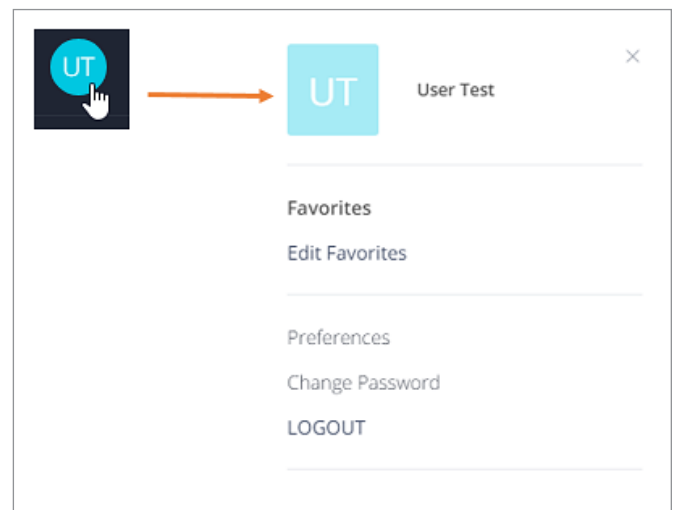 UT
UT
User Test
Favorites
Edit Favorites
Preferences
Change Password
LOGOUT